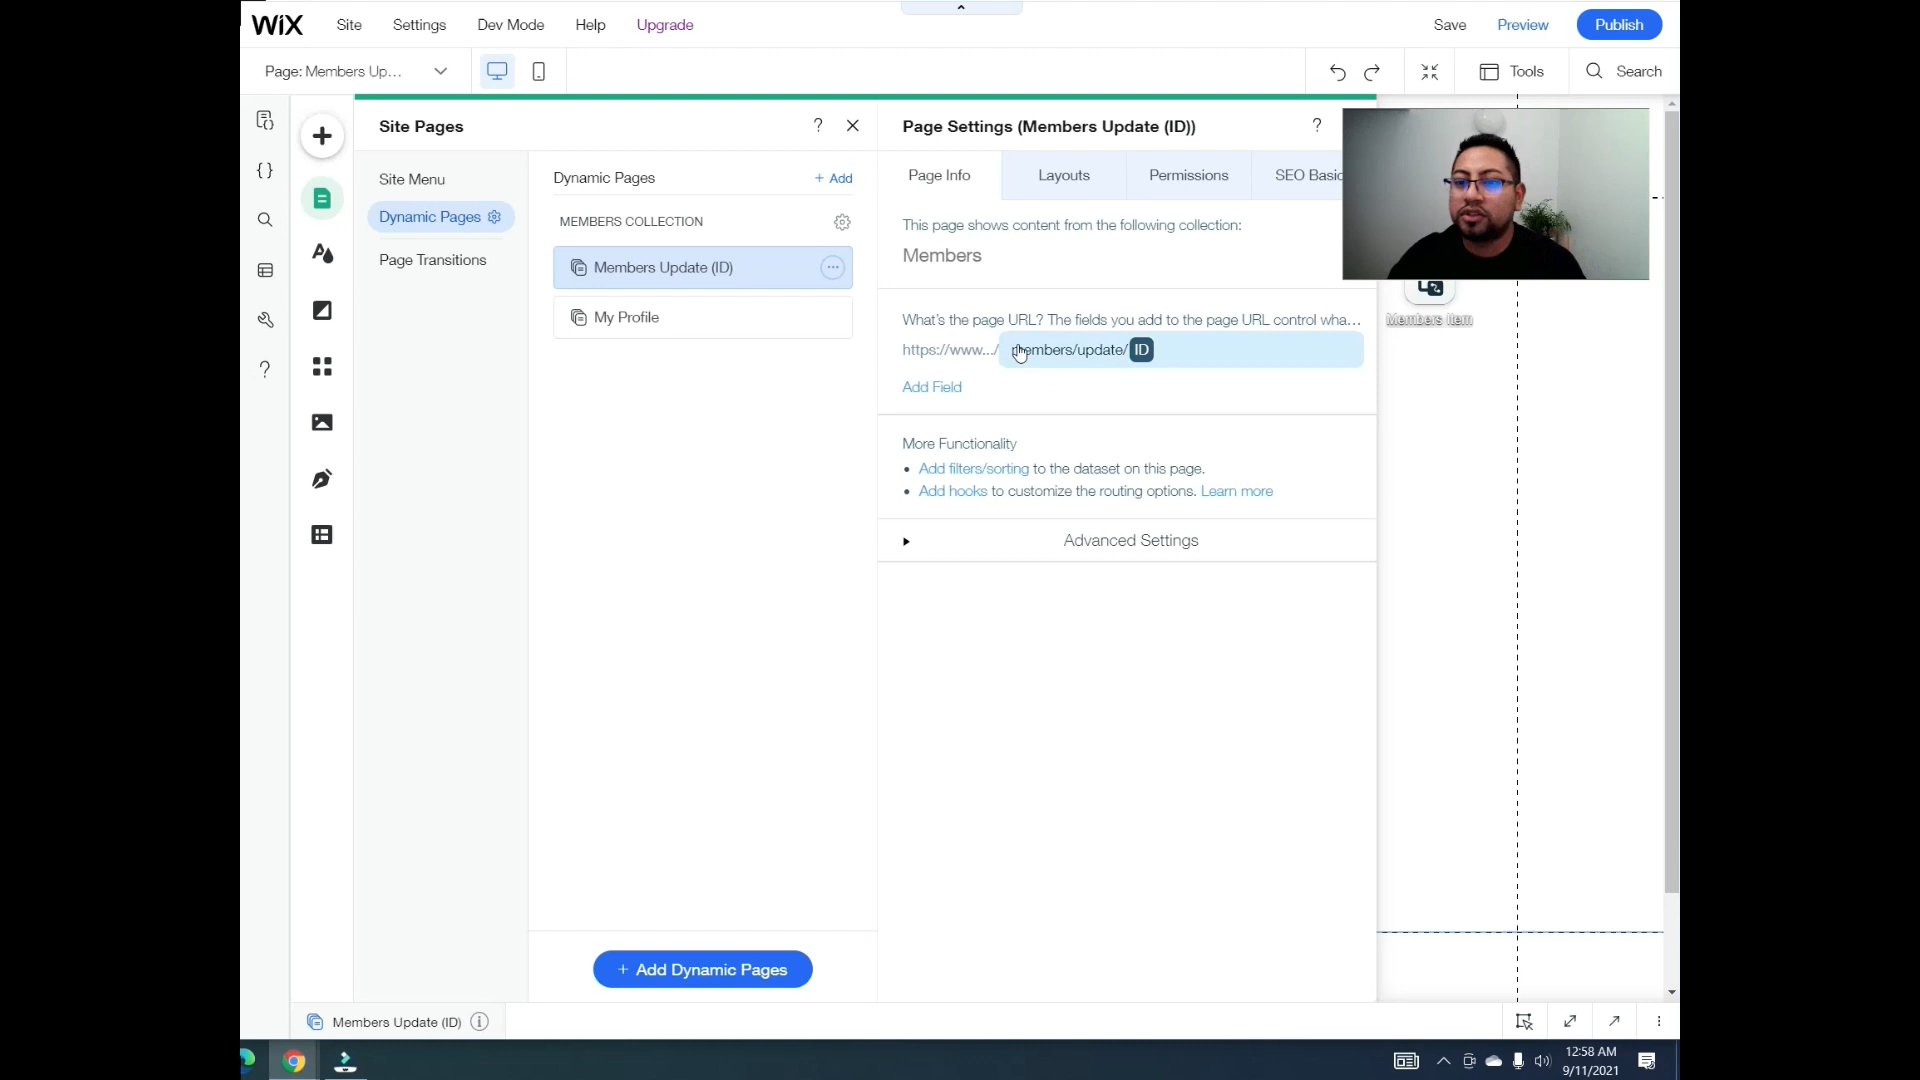 WiX Site Settings Dev Mode Help Upgrade Save Preview Publish
Page: Members Up... Tools Search
Site Pages ?
Page Settings (Members Update (ID)) ?
Site Menu
Dynamic Pages
Page Transitions
Dynamic Pages + Add
MEMBERS COLLECTION
Members Update (ID)
My Profile
+ Add Dynamic Pages
Page Info Layouts Permissions SEO Basic
This page shows content from the following collection:
Members
What's the page URL? The fields you add to the page URL control wha...
https://www.../ members/update/ ID
Add Field
More Functionality
• Add filters/sorting to the dataset on this page.
• Add hooks to customize the routing options. Learn more
Advanced Settings
Members Item
Members Update (ID)
12:58 AM
9/11/2021